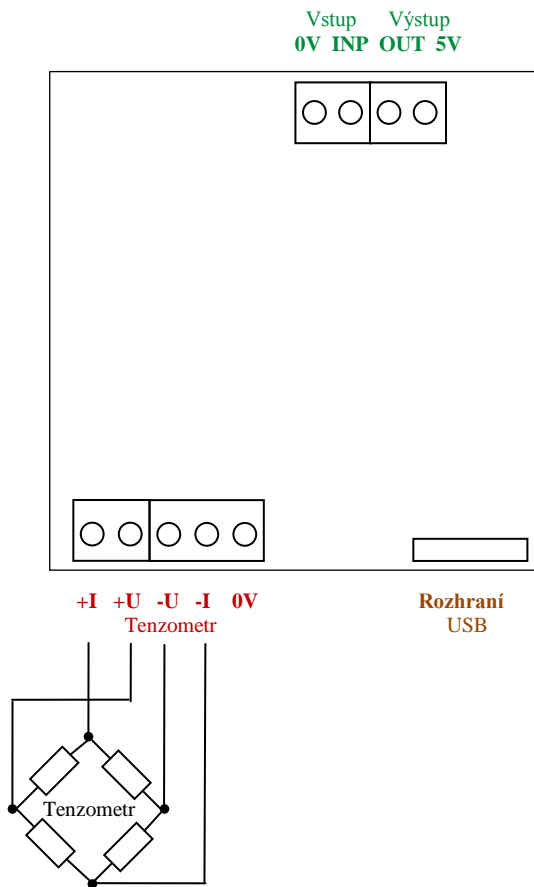 Vstup Výstup
0V INP OUT 5V
+I +U -U -I 0V
Tenzometr
Rozhraní
USB
Tenzometr